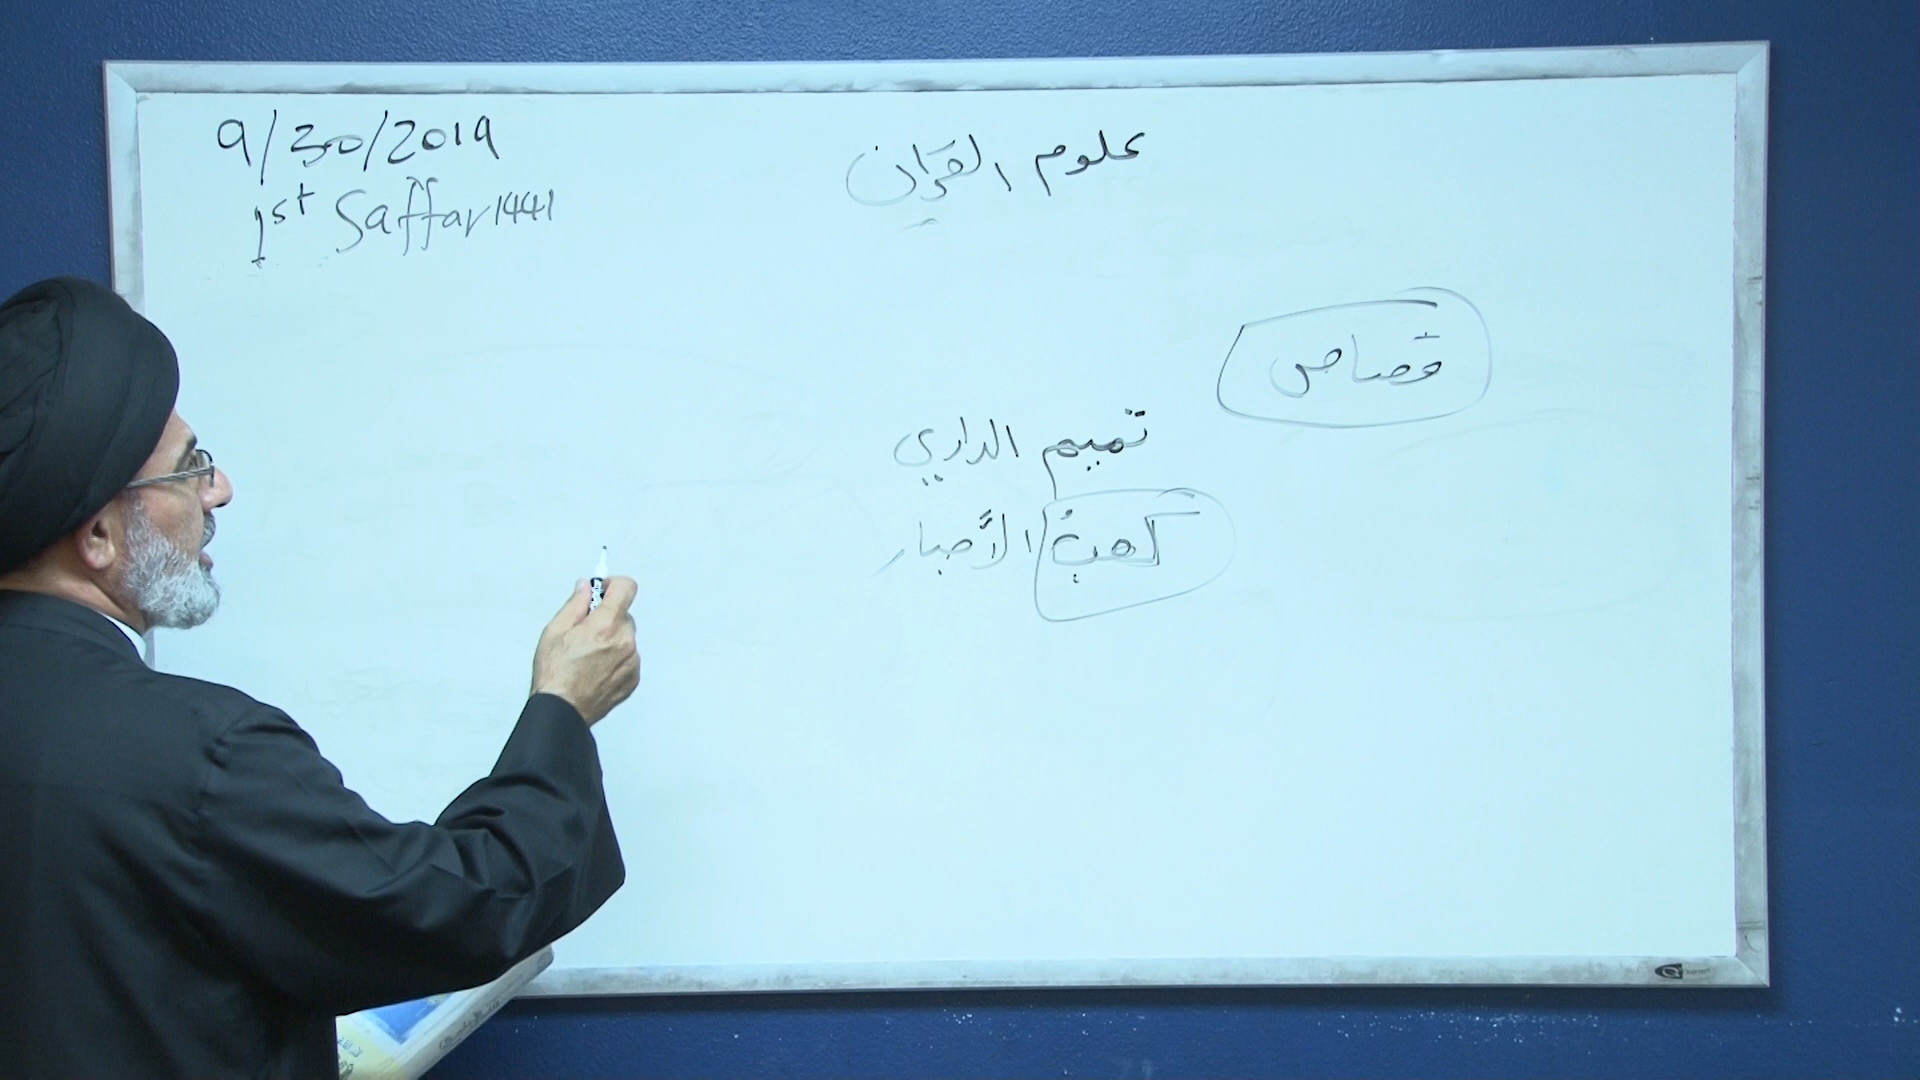 9/30/2019
1st Saffar 1441
علوم القرآن
قصاص
تميم الداري
كعبُ الأحبار